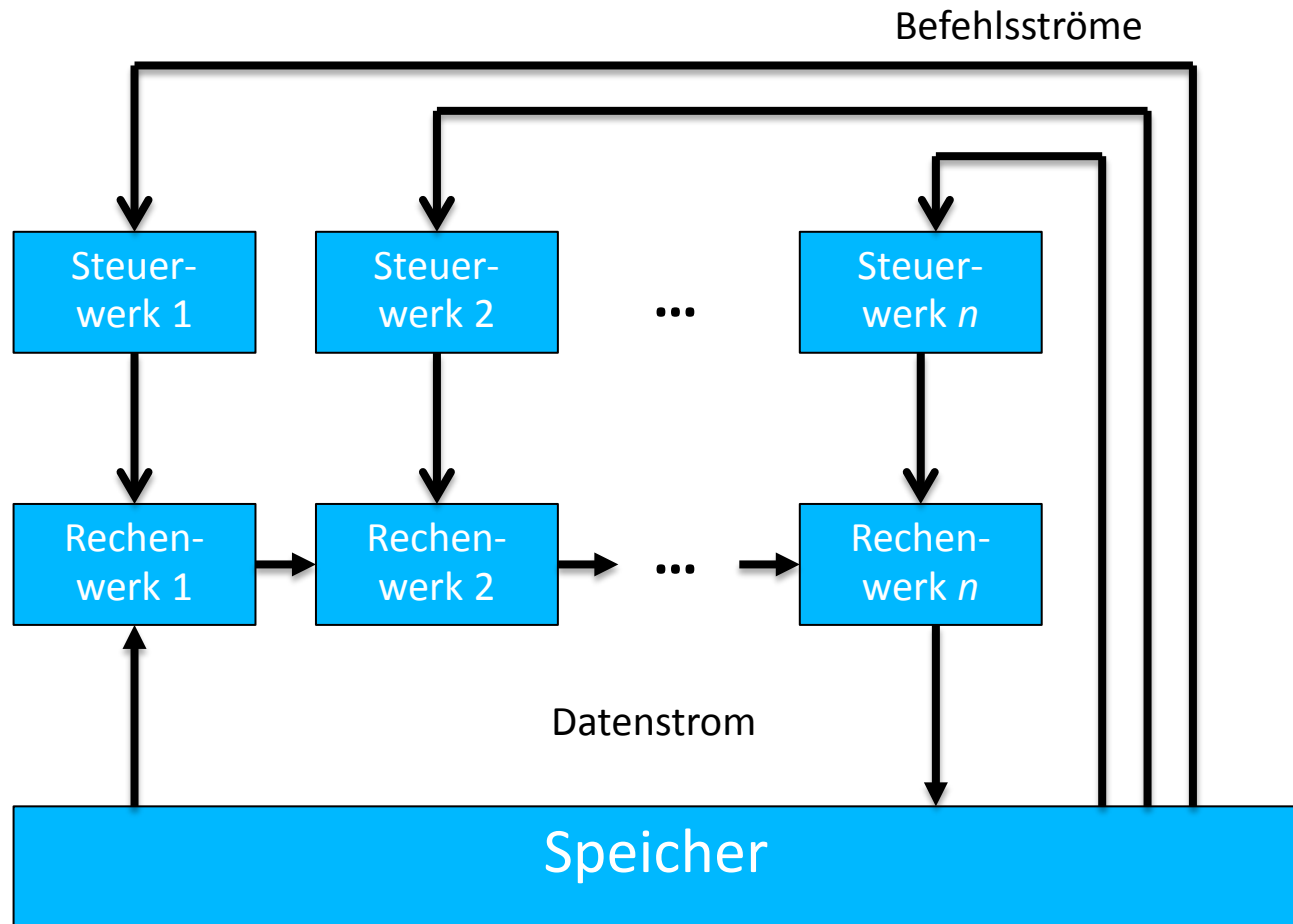 Befehlsströme
Steuer-
werk 1
Steuer-
werk 2
...
Steuer-
werk n
Rechen-
werk 1
Rechen-
werk 2
...
Rechen-
werk n
Datenstrom
Speicher